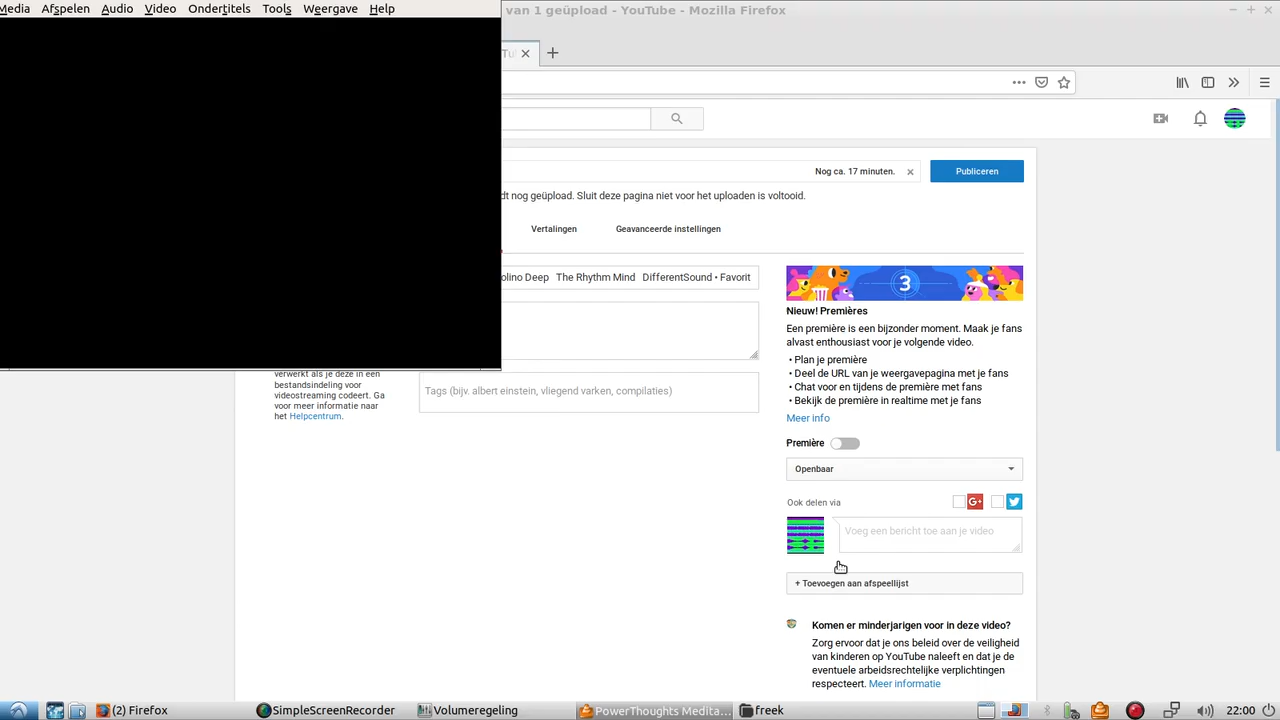 Media Afspelen Audio Video Ondertitels Tools Weergave Help
van 1 geüpload - YouTube - Mozilla Firefox
Nog ca. 17 minuten.
Publiceren
dt nog geüpload. Sluit deze pagina niet voor het uploaden is voltooid.
Vertalingen
Geavanceerde instellingen
olino Deep The Rhythm Mind DifferentSound • Favorit
verwerkt als je deze in een
bestandsindeling voor
videostreaming codeert. Ga
voor meer informatie naar
het Helpcentrum.
Tags (bijv. albert einstein, vliegend varken, compilaties)
3
Nieuw! Premières
Een première is een bijzonder moment. Maak je fans
alvast enthousiast voor je volgende video.
• Plan je première
• Deel de URL van je weergavepagina met je fans
• Chat voor en tijdens de première met fans
• Bekijk de première in realtime met je fans
Meer info
Première
Openbaar
Ook delen via
G+
Voeg een bericht toe aan je video
+ Toevoegen aan afspeellijst
Komen er minderjarigen voor in deze video?
Zorg ervoor dat je ons beleid over de veiligheid
van kinderen op YouTube naleeft en dat je de
eventuele arbeidsrechtelijke verplichtingen
respecteert. Meer informatie
(2) Firefox
SimpleScreenRecorder
Volumeregeling
PowerThoughts Medita...
freek
22:00